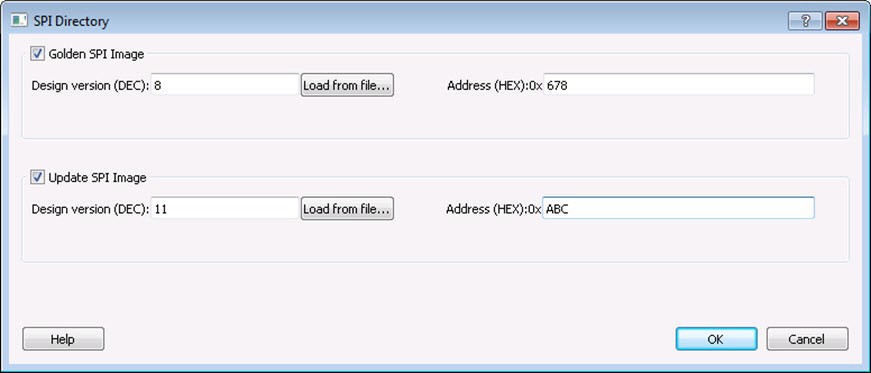 SPI Directory
Golden SPI Image
Design version (DEC): 8 Load from file... Address (HEX):0x 678
Update SPI Image
Design version (DEC): 11 Load from file... Address (HEX):0x ABC
Help OK Cancel